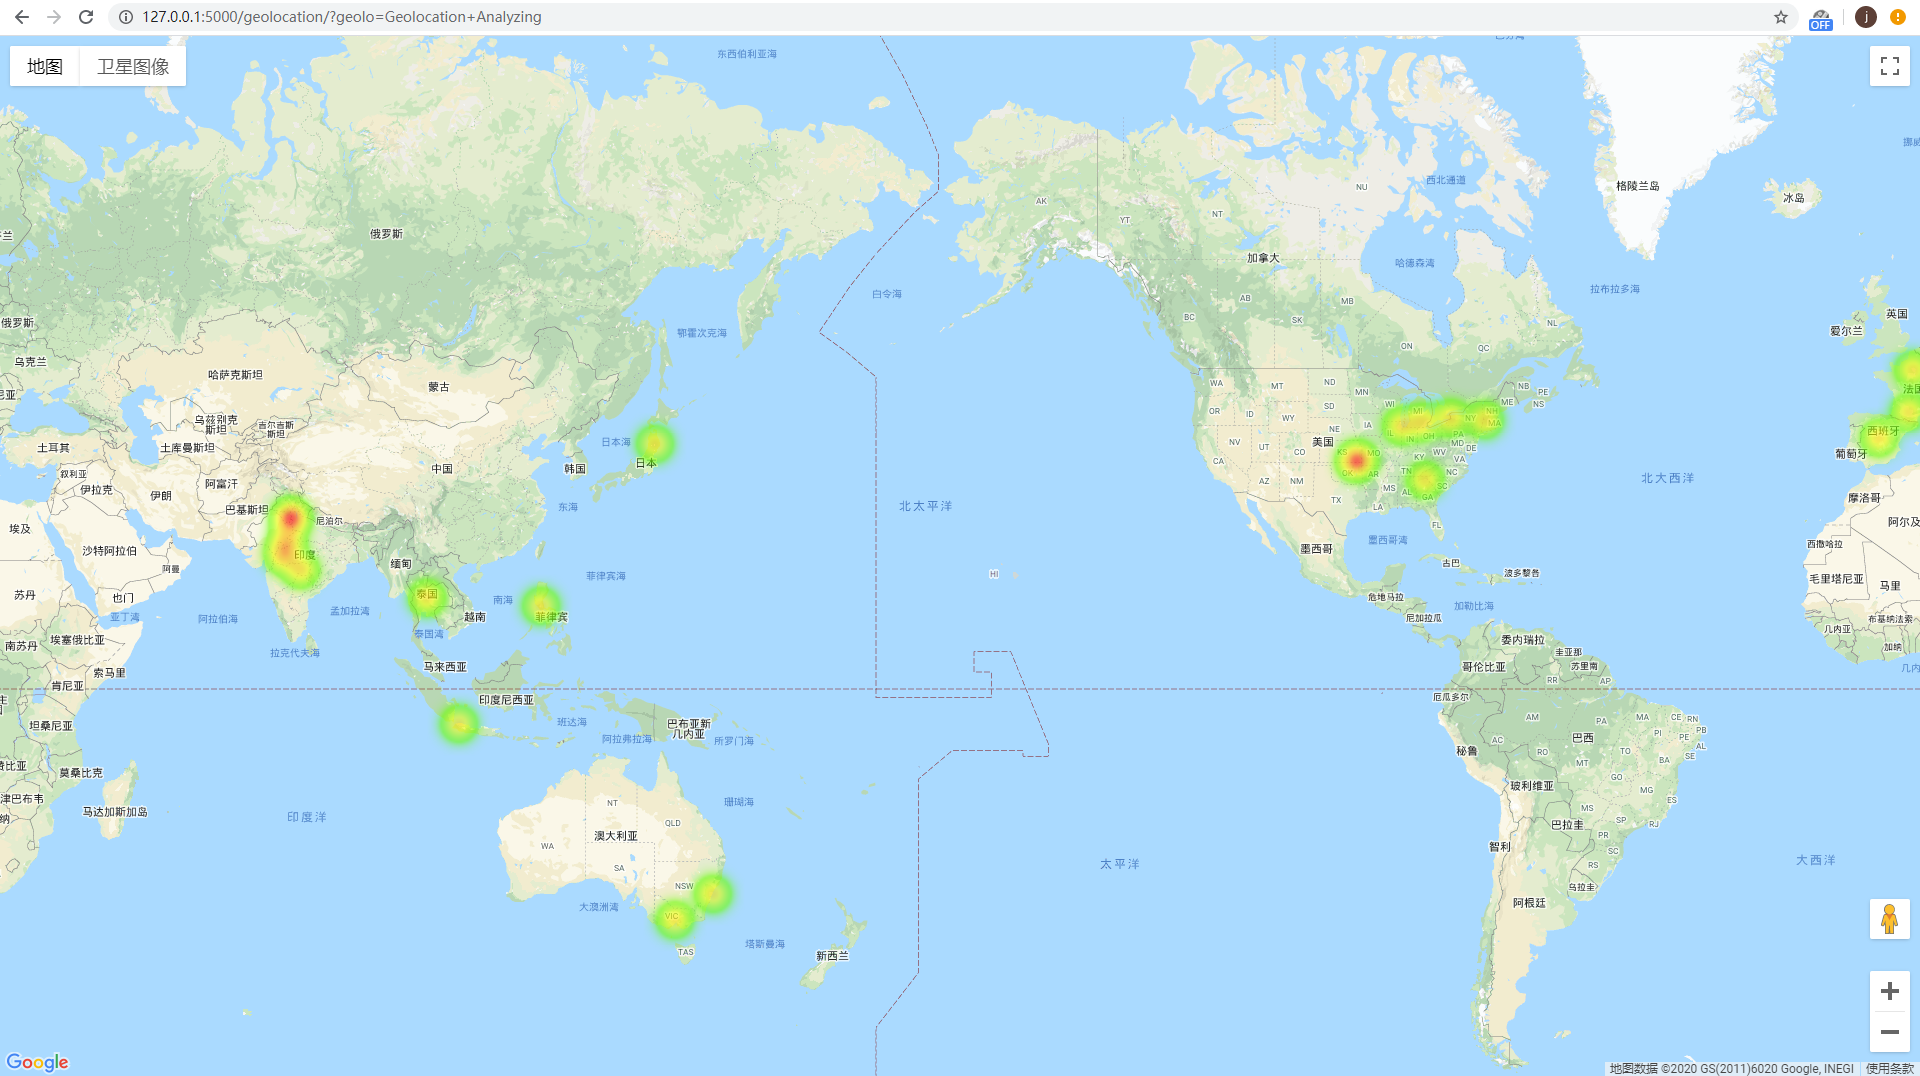 127.0.0.1:5000/geolocation/?geolo=Geolocation+Analyzing
OFF
j
地图
卫星图像
东西伯利亚海
格陵兰岛
冰岛
NU
西北通道
AK
YT
NT
俄罗斯
加拿大
哈德森湾
拉布拉多海
白令海
AB
MB
SK
BC
NL
俄罗斯
鄂霍次克海
英国
爱尔兰
ON
QC
乌克兰
哈萨克斯坦
蒙古
WA
MT
ND
MN
NB
PE
ME
NS
法国
OR
ID
WY
SD
WI
MI
IA
NE
NY
NH
MA
乌兹别克
斯坦
吉尔吉斯
斯坦
土耳其
土库曼斯坦
日本海
日本
韩国
中国
美国
NV
UT
CO
CA
KS
MO
IL
IN
OH
PA
MD
DE
WV
VA
KY
西班牙
葡萄牙
叙利亚
伊拉克
伊朗
阿富汗
AZ
NM
OK
AR
TN
NC
SC
MS
AL
GA
TX
LA
FL
北大西洋
摩洛哥
埃及
巴基斯坦
尼泊尔
东海
北太平洋
沙特阿拉伯
阿曼
印度
缅甸
墨西哥
墨西哥湾
古巴
波多黎各
西撒哈拉
毛里塔尼亚
马里
苏丹
也门
亚丁湾
阿拉伯海
孟加拉湾
泰国
南海
越南
菲律宾海
菲律宾
HI
危地马拉
加勒比海
尼加拉瓜
布基纳法索
几内亚
加纳
南苏丹
埃塞俄比亚
索马里
肯尼亚
拉克代夫海
泰国湾
马来西亚
委内瑞拉
圭亚那
苏里南
哥伦比亚
RR
AP
厄瓜多尔
坦桑尼亚
印度尼西亚
班达海
阿拉弗拉海
巴布亚新
几内亚
所罗门海
AM
PA
MA
CE
RN
PB
PI
PE
AL
SE
AC
RO
TO
BA
MT
GO
巴西
秘鲁
莫桑比克
津巴布韦
马达加斯加岛
印度洋
珊瑚海
玻利维亚
MG
ES
MS
SP
RJ
巴拉圭
PR
SC
RS
智利
乌拉圭
阿根廷
NT
QLD
澳大利亚
WA
SA
NSW
VIC
TAS
大澳洲湾
塔斯曼海
新西兰
太平洋
大西洋
Google
地图数据 ©2020 GS(2011)6020 Google, INEGI
使用条款